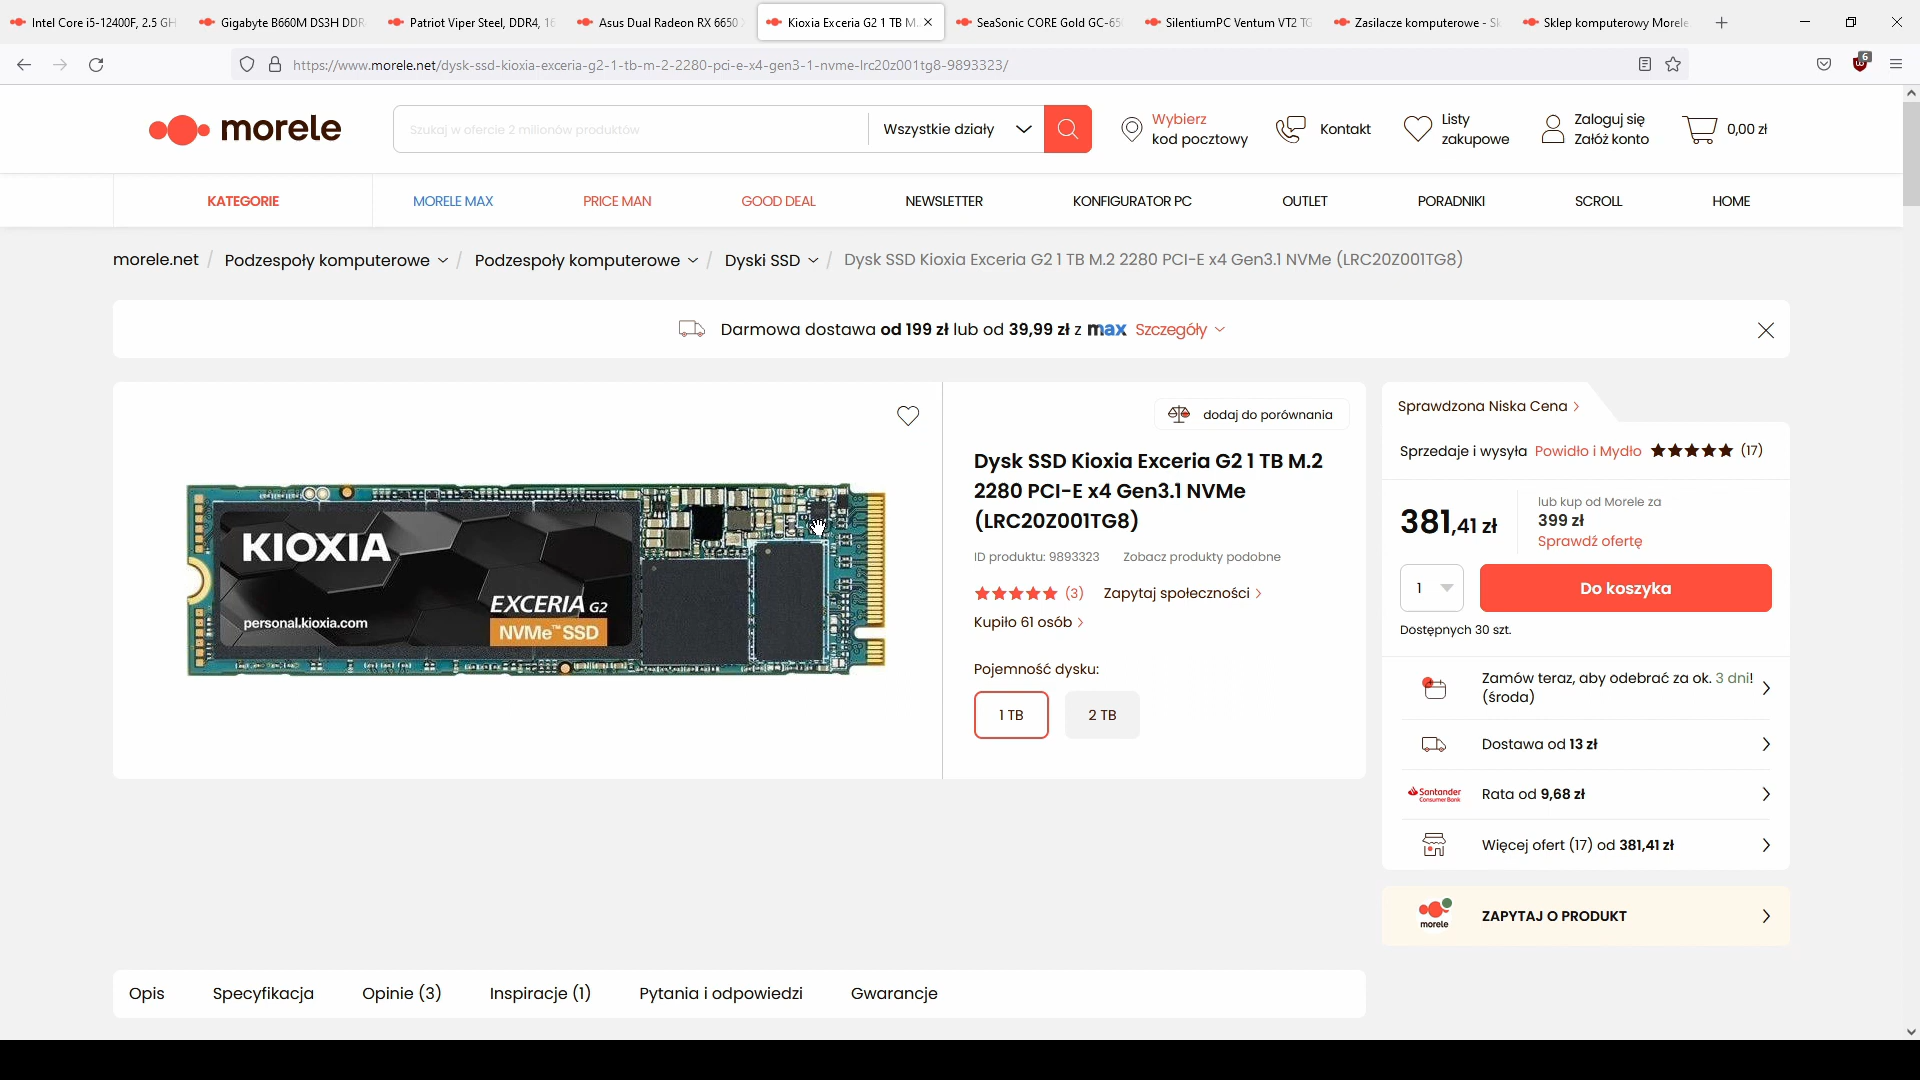 Intel Core i5-12400F, 2.5 GH
Gigabyte B660M DS3H DDR
Patriot Viper Steel, DDR4, 16
Asus Dual Radeon RX 6650
Kioxia Exceria G2 1 TB M.
SeaSonic CORE Gold GC-65
SilentiumPC Ventum VT2 TG
Zasilacze komputerowe - Sk
Sklep komputerowy Morele
https://www.morele.net/dysk-ssd-kioxia-exceria-g2-1-tb-m-2-2280-pci-e-x4-gen3-1-nvme-lrc20z001tg8-9893323/
6
morele
Szukaj w ofercie 2 milionów produktów
Wszystkie działy
Wybierz
kod pocztowy
Kontakt
Listy
zakupowe
Zaloguj się
Załóż konto
0,00 zł
KATEGORIE
MORELE MAX
PRICE MAN
GOOD DEAL
NEWSLETTER
KONFIGURATOR PC
OUTLET
PORADNIKI
SCROLL
HOME
morele.net / Podzespoły komputerowe / Podzespoły komputerowe / Dyski SSD / Dysk SSD Kioxia Exceria G2 1 TB M.2 2280 PCI-E x4 Gen3.1 NVMe (LRC20Z001TG8)
Darmowa dostawa od 199 zł lub od 39,99 zł z max Szczegóły
KIOXIA
EXCERIA G2
personal.kioxia.com
NVMe™SSD
dodaj do porównania
Dysk SSD Kioxia Exceria G2 1 TB M.2
2280 PCI-E x4 Gen3.1 NVMe
(LRC20Z001TG8)
ID produktu: 9893323
Zobacz produkty podobne
(3)
Zapytaj społeczności
Kupiło 61 osób
Pojemność dysku:
1 TB
2 TB
Sprawdzona Niska Cena
Sprzedaje i wysyła Powidło i Mydło (17)
381,41 zł
lub kup od Morele za
399 zł
Sprawdź ofertę
1
Do koszyka
Dostępnych 30 szt.
Zamów teraz, aby odebrać za ok. 3 dni!
(środa)
Dostawa od 13 zł
Santander
Consumer Bank
Rata od 9,68 zł
Więcej ofert (17) od 381,41 zł
morele
ZAPYTAJ O PRODUKT
Opis
Specyfikacja
Opinie (3)
Inspiracje (1)
Pytania i odpowiedzi
Gwarancje